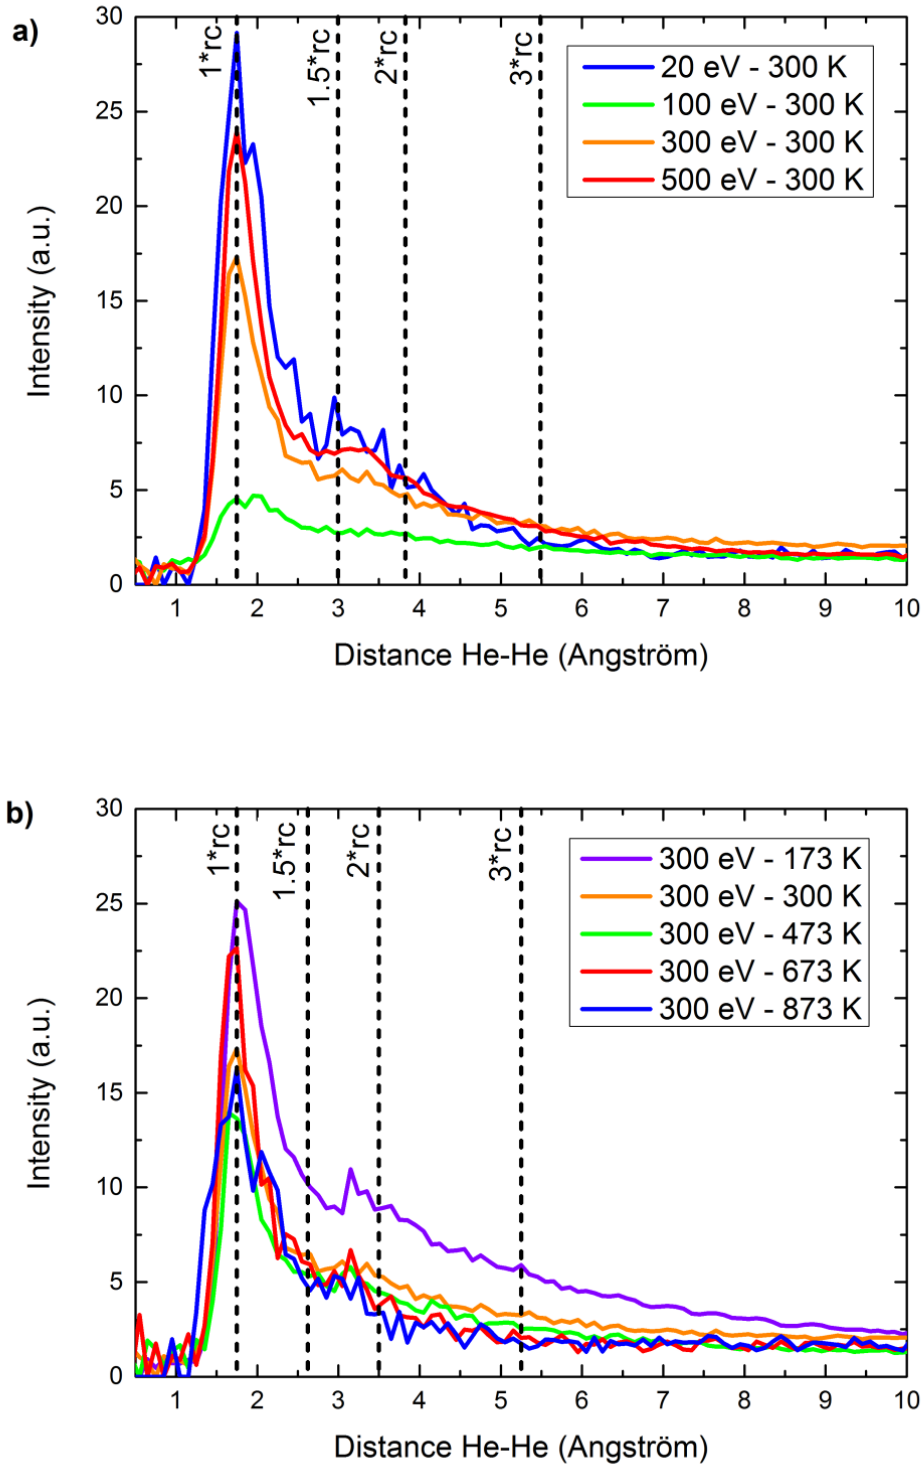 a)
30
25
20
15
10
5
0
Intensity (a.u.)
1*rc
1.5*rc
2*rc
3*rc
20 eV - 300 K
100 eV - 300 K
300 eV - 300 K
500 eV - 300 K
1 2 3 4 5 6 7 8 9 10
Distance He-He (Angström)
b)
30
25
20
15
10
5
0
Intensity (a.u.)
1*rc
1.5*rc
2*rc
3*rc
300 eV - 173 K
300 eV - 300 K
300 eV - 473 K
300 eV - 673 K
300 eV - 873 K
1 2 3 4 5 6 7 8 9 10
Distance He-He (Angström)